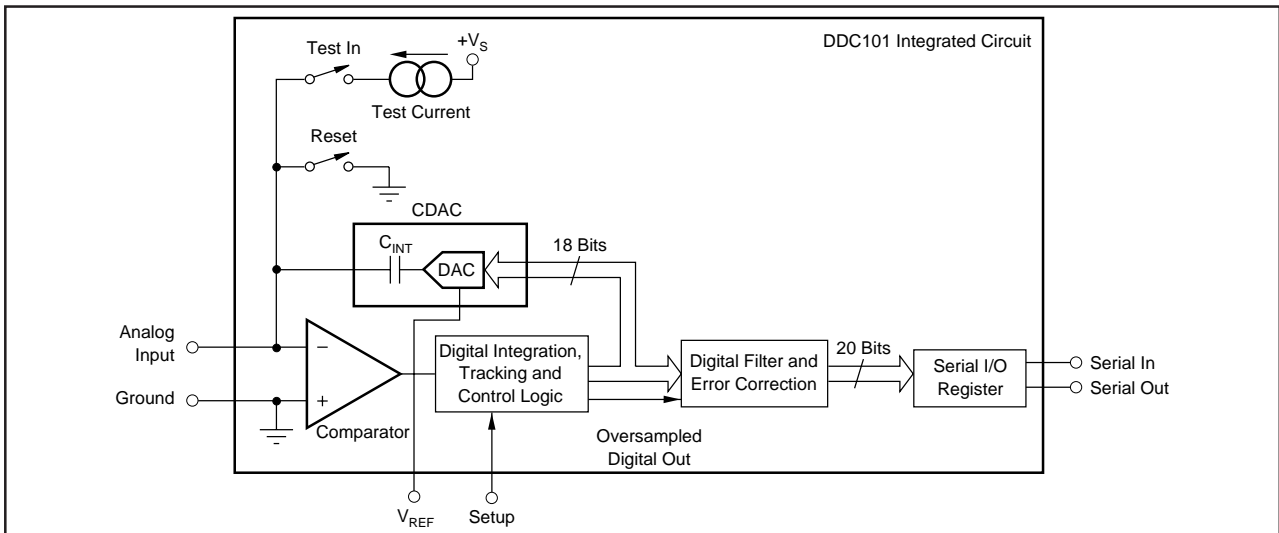 DDC101 Integrated Circuit
Test In
+VS
Test Current
Reset
CDAC
CINT
DAC
18 Bits
Analog
Input
Ground
−
+
Comparator
Digital Integration,
Tracking and
Control Logic
Digital Filter and
Error Correction
20 Bits
Serial I/O
Register
Serial In
Serial Out
Oversampled
Digital Out
VREF
Setup